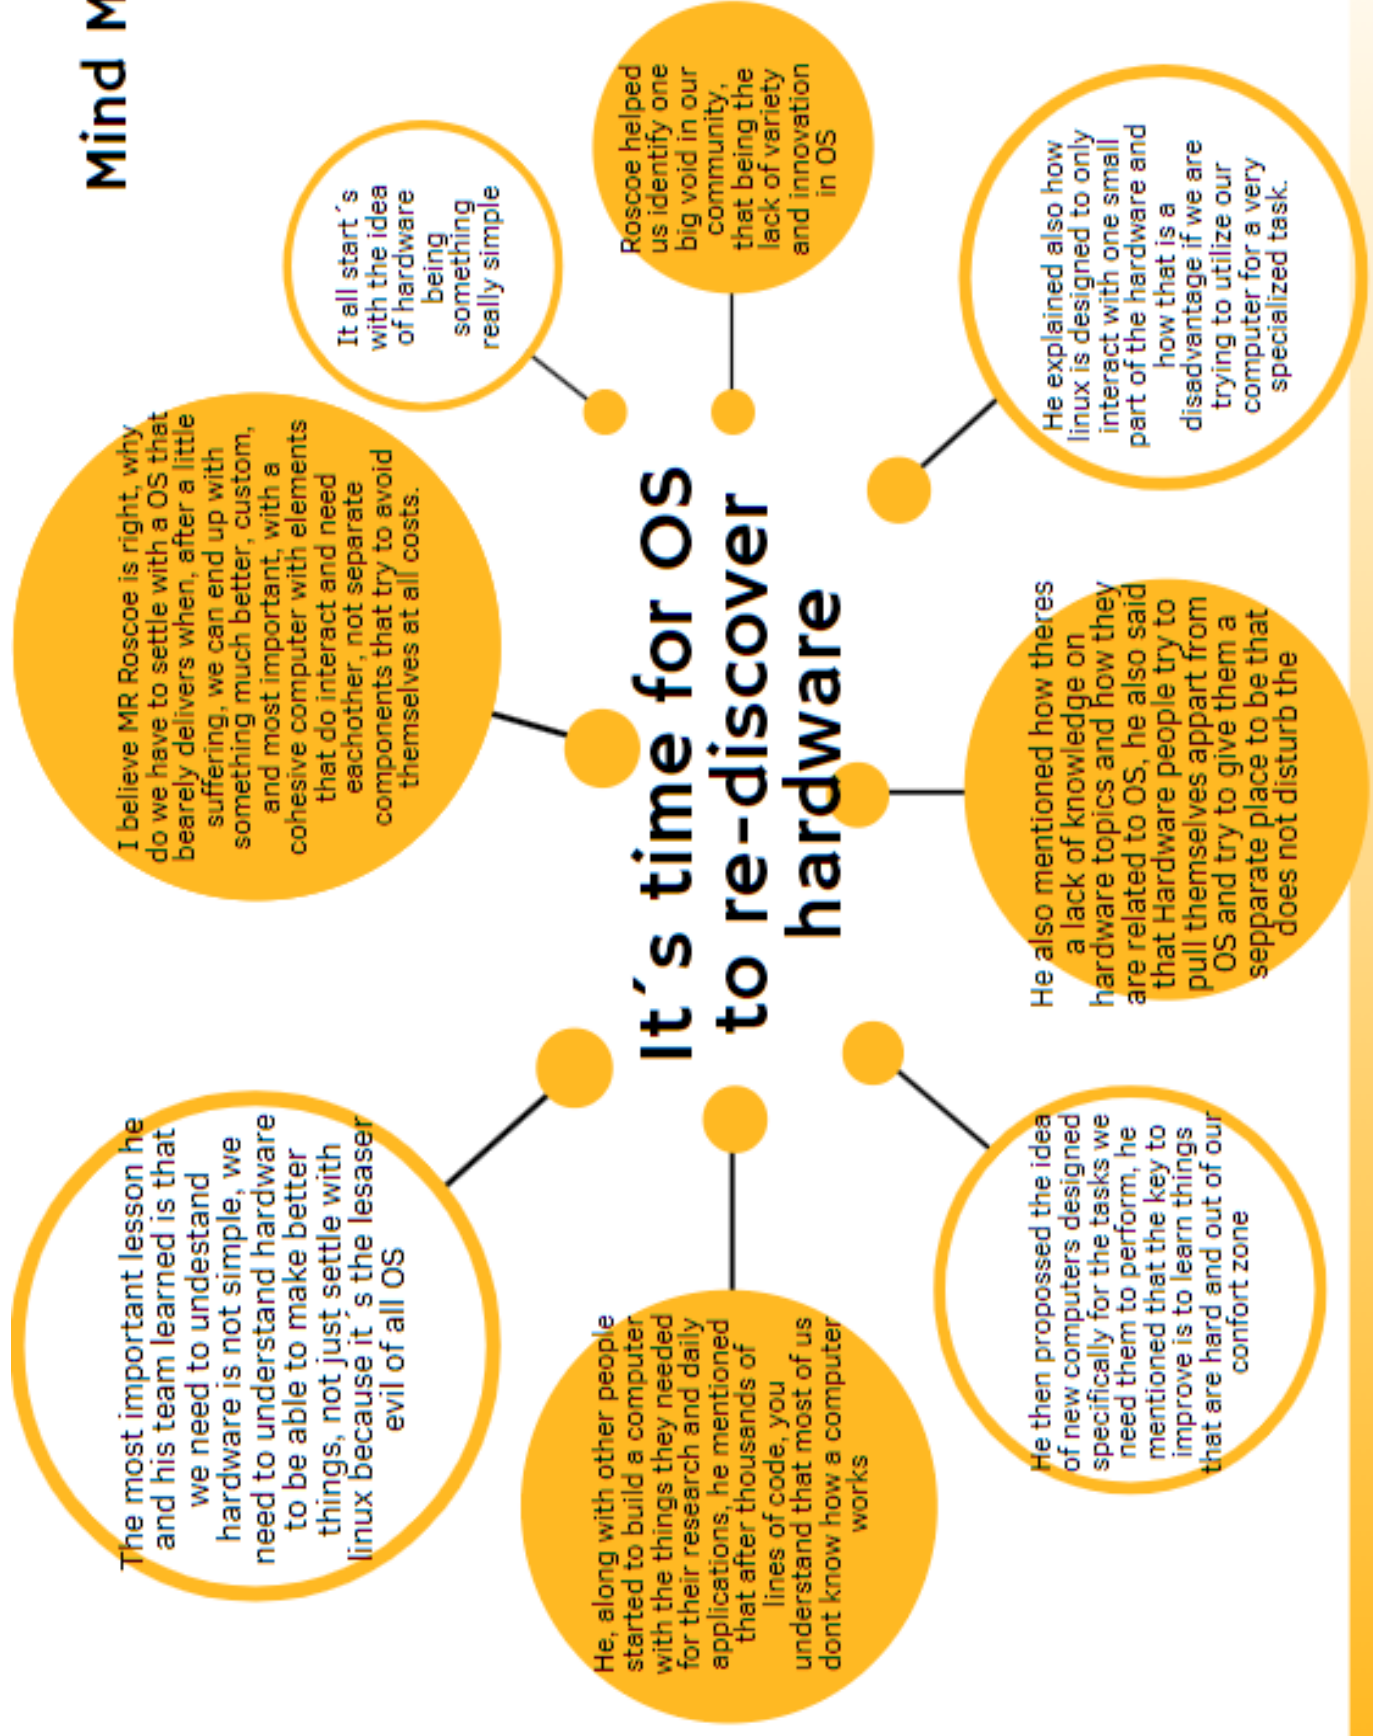 Mind M
It all start´s
with the idea
of hardware
being
something
really simple
Roscoe helped
us identify one
big void in our
community,
that being the
lack of variety
and innovation
in OS
He explained also how
linux is designed to only
interact with one small
part of the hardware and
how that is a
disadvantage if we are
trying to utilize our
computer for a very
specialized task.
He also mentioned how theres
a lack of knowledge on
hardware topics and how they
are related to OS, he also said
that Hardware people try to
pull themselves appart from
OS and try to give them a
sepparate place to be that
does not disturb the
He then propossed the idea
of new computers designed
specifically for the tasks we
need them to perform, he
mentioned that the key to
improve is to learn things
that are hard and out of our
confort zone
He, along with other people
started to build a computer
with the things they needed
for their research and daily
applications, he mentioned
that after thousands of
lines of code, you
understand that most of us
dont know how a computer
works
The most important lesson he
and his team learned is that
we need to undestand
hardware is not simple, we
need to understand hardware
to be able to make better
things, not just settle with
linux because it´s the lesaser
evil of all OS
I believe MR Roscoe is right, why
do we have to settle with a OS that
bearely delivers when, after a little
suffering, we can end up with
something much better, custom,
and most important, with a
cohesive computer with elements
that do interact and need
eachother, not separate
components that try to avoid
themselves at all costs.
It´s time for OS
to re-discover
hardware